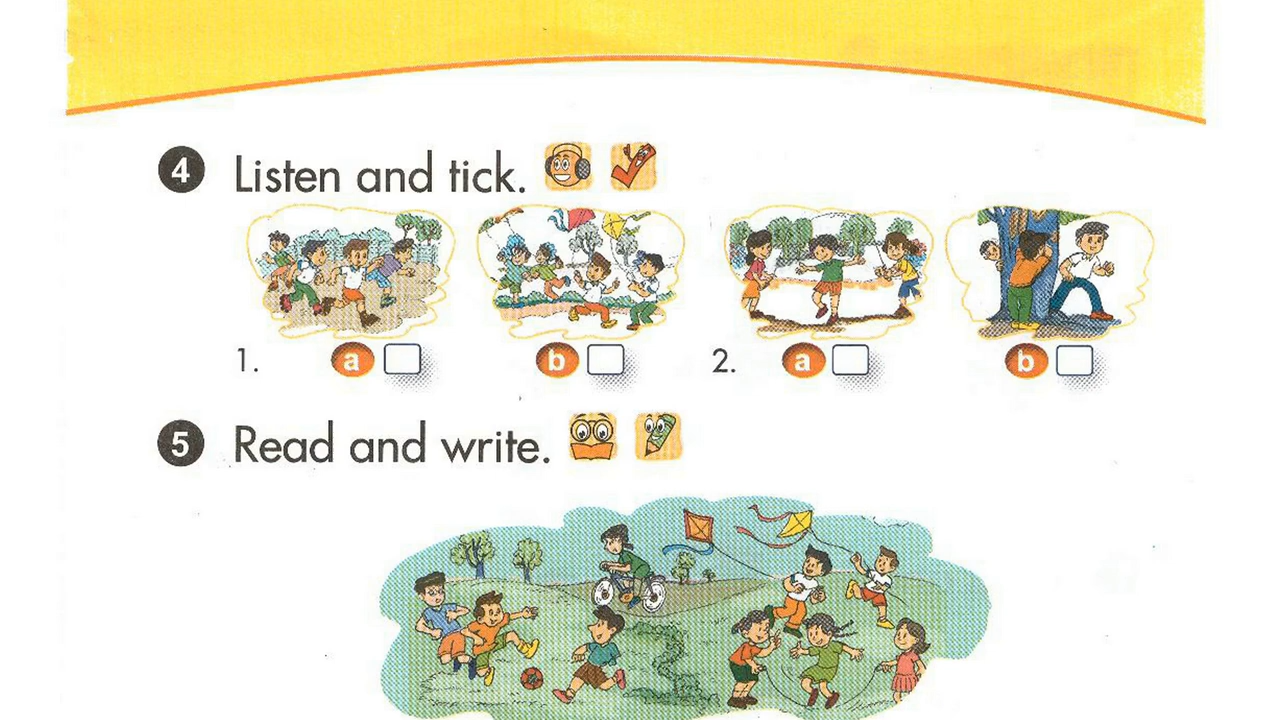 4 Listen and tick.
1. a b 2. a b
5 Read and write.